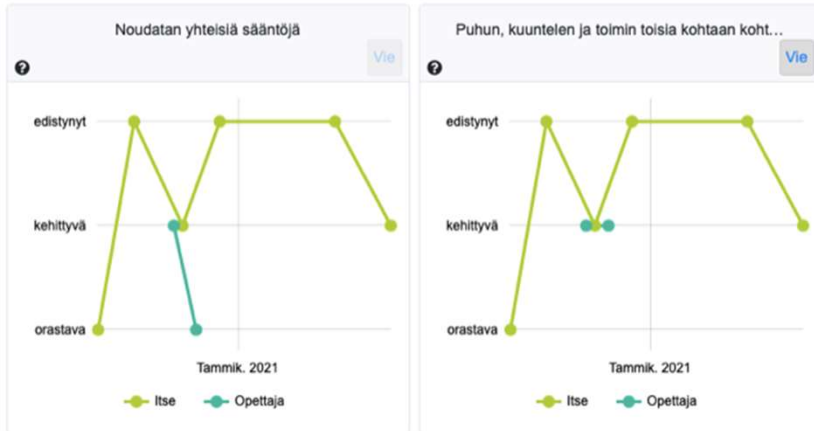 Noudatan yhteisiä sääntöjä
Vie
?
edistynyt
kehittyvä
orastava
Tammik. 2021
Itse
Opettaja
Puhun, kuuntelen ja toimin toisia kohtaan koht...
Vie
?
edistynyt
kehittyvä
orastava
Tammik. 2021
Itse
Opettaja